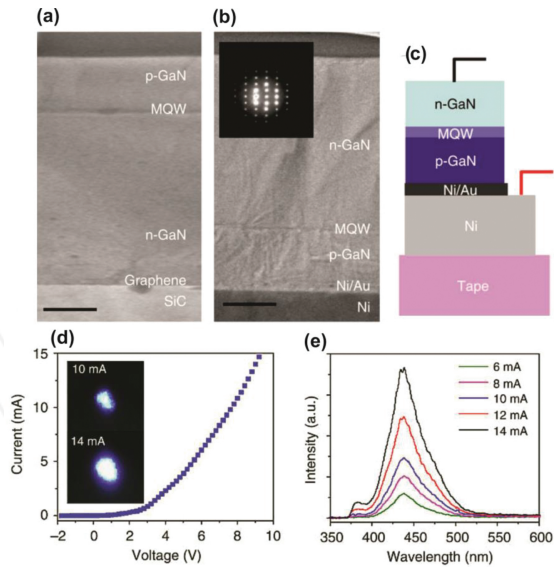 (a)
p-GaN
MQW
n-GaN
Graphene
SiC
(b)
n-GaN
MQW
p-GaN
Ni/Au
Ni
(c)
n-GaN
MQW
p-GaN
Ni/Au
Ni
Tape
(d)
15
10
5
0
Current (mA)
10 mA
14 mA
−2 0 2 4 6 8 10
Voltage (V)
(e)
Intensity (a.u.)
6 mA
8 mA
10 mA
12 mA
14 mA
350 400 450 500 550 600
Wavelength (nm)